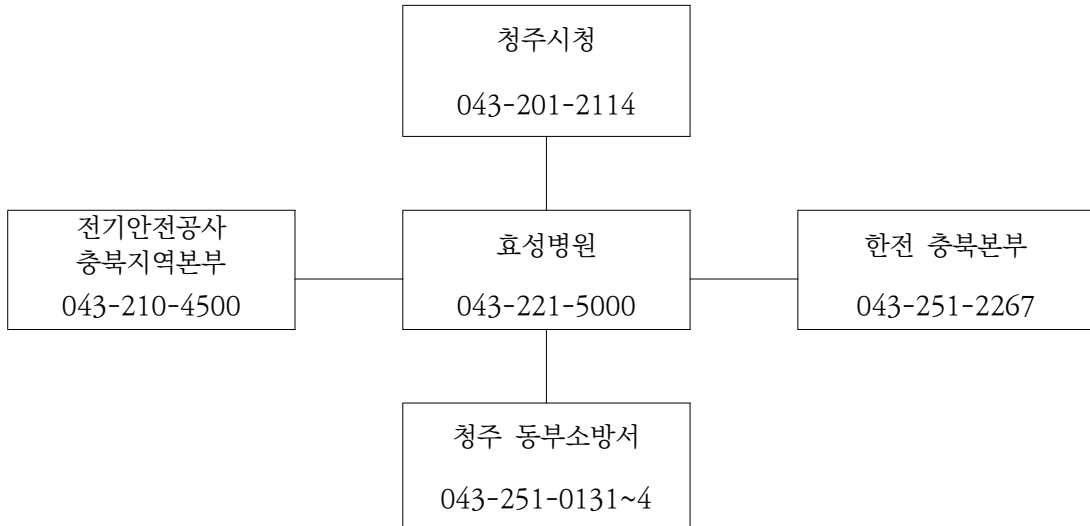 청주시청
043-201-2114
전기안전공사
충북지역본부
043-210-4500
효성병원
043-221-5000
한전 충북본부
043-251-2267
청주 동부소방서
043-251-0131~4